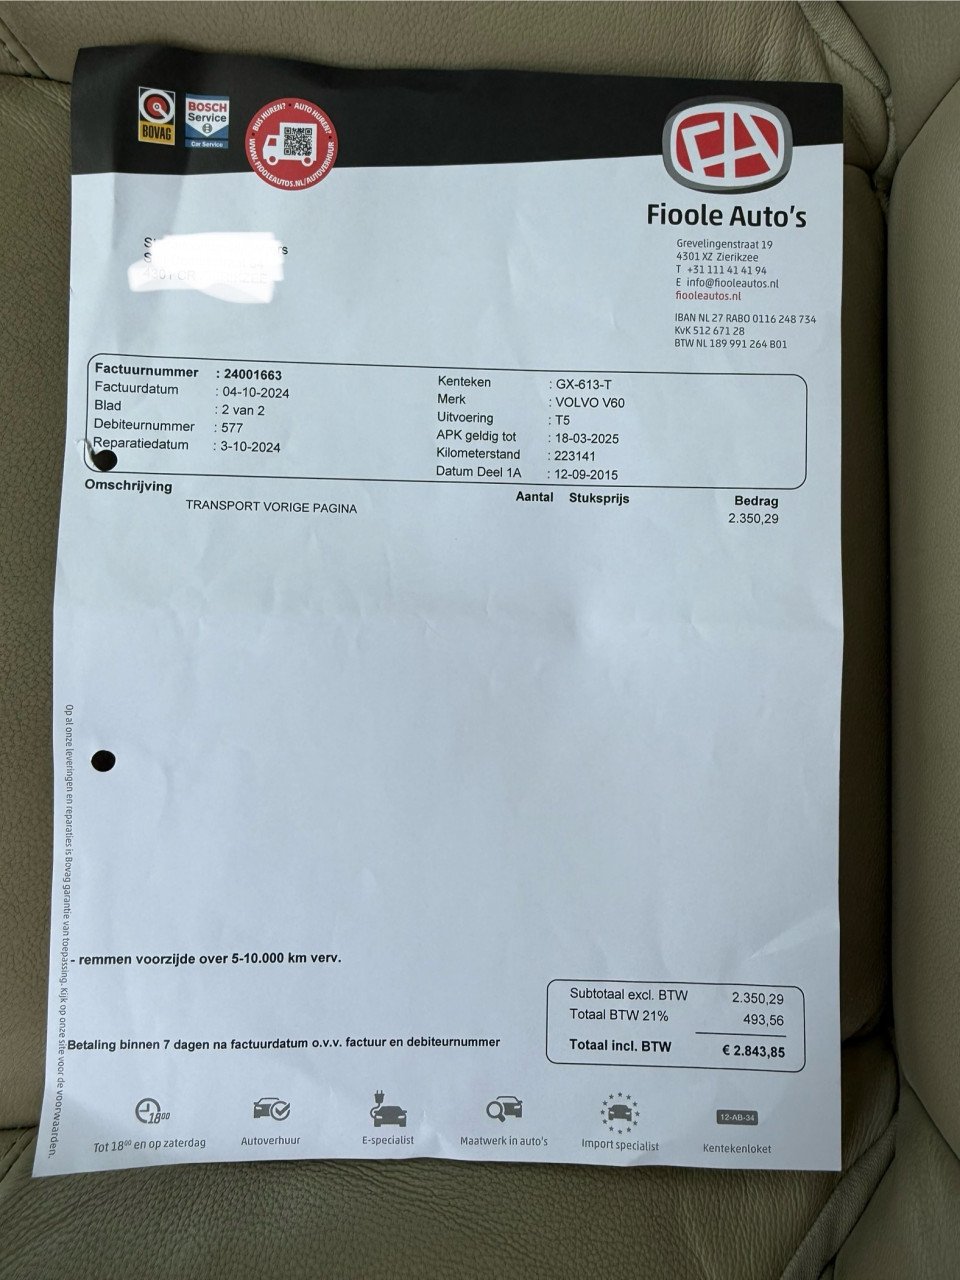 BOVAG
BOSCH
Service
Car Service
BUS HUREN? • AUTO HUREN?
WWW.FIOOLEAUTOS.NL/AUTOVERHUUR
FA
Fioole Auto's
Grevelingenstraat 19
4301 XZ Zierikzee
T +31 111 41 41 94
E info@fiooleautos.nl
fiooleautos.nl
IBAN NL 27 RABO 0116 248 734
KvK 512 671 28
BTW NL 189 991 264 B01
Factuurnummer : 24001663
Factuurdatum : 04-10-2024
Blad : 2 van 2
Debiteurnummer : 577
Reparatiedatum : 3-10-2024
Kenteken : GX-613-T
Merk : VOLVO V60
Uitvoering : T5
APK geldig tot : 18-03-2025
Kilometerstand : 223141
Datum Deel 1A : 12-09-2015
Omschrijving Aantal Stuksprijs Bedrag
TRANSPORT VORIGE PAGINA 2.350,29
Op al onze leveringen en reparaties is Bovag garantie van toepassing. Kijk op onze site voor de voorwaarden.
- remmen voorzijde over 5-10.000 km verv.
Subtotaal excl. BTW 2.350,29
Totaal BTW 21% 493,56
Totaal incl. BTW € 2.843,85
Betaling binnen 7 dagen na factuurdatum o.v.v. factuur en debiteurnummer
18⁰⁰
12-AB-34
Tot 18⁰⁰ en op zaterdag
Autoverhuur
E-specialist
Maatwerk in auto's
Import specialist
Kentekenloket